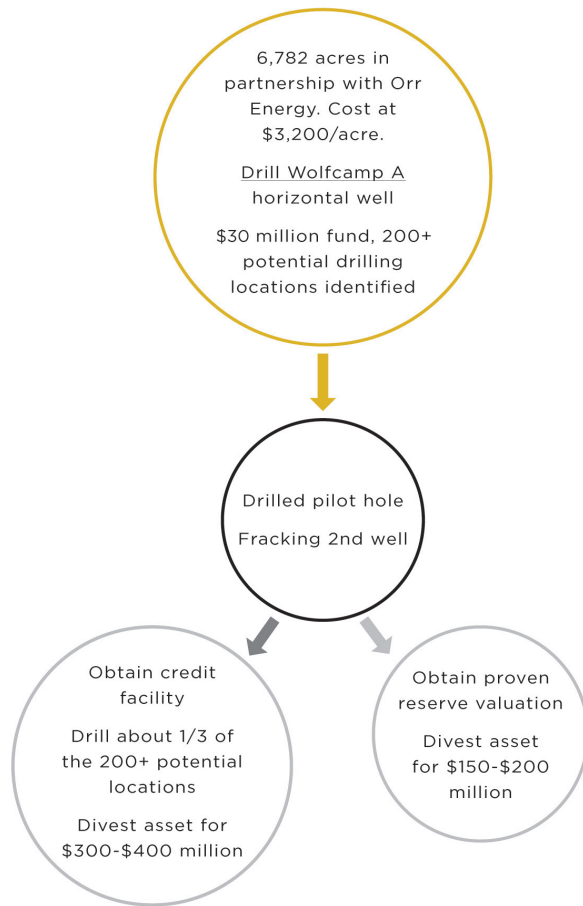 6,782 acres in
partnership with Orr
Energy. Cost at
$3,200/acre.
Drill Wolfcamp A
horizontal well
$30 million fund, 200+
potential drilling
locations identified
Drilled pilot hole
Fracking 2nd well
Obtain credit
facility
Drill about 1/3 of
the 200+ potential
locations
Divest asset for
$300-$400 million
Obtain proven
reserve valuation
Divest asset
for $150-$200
million